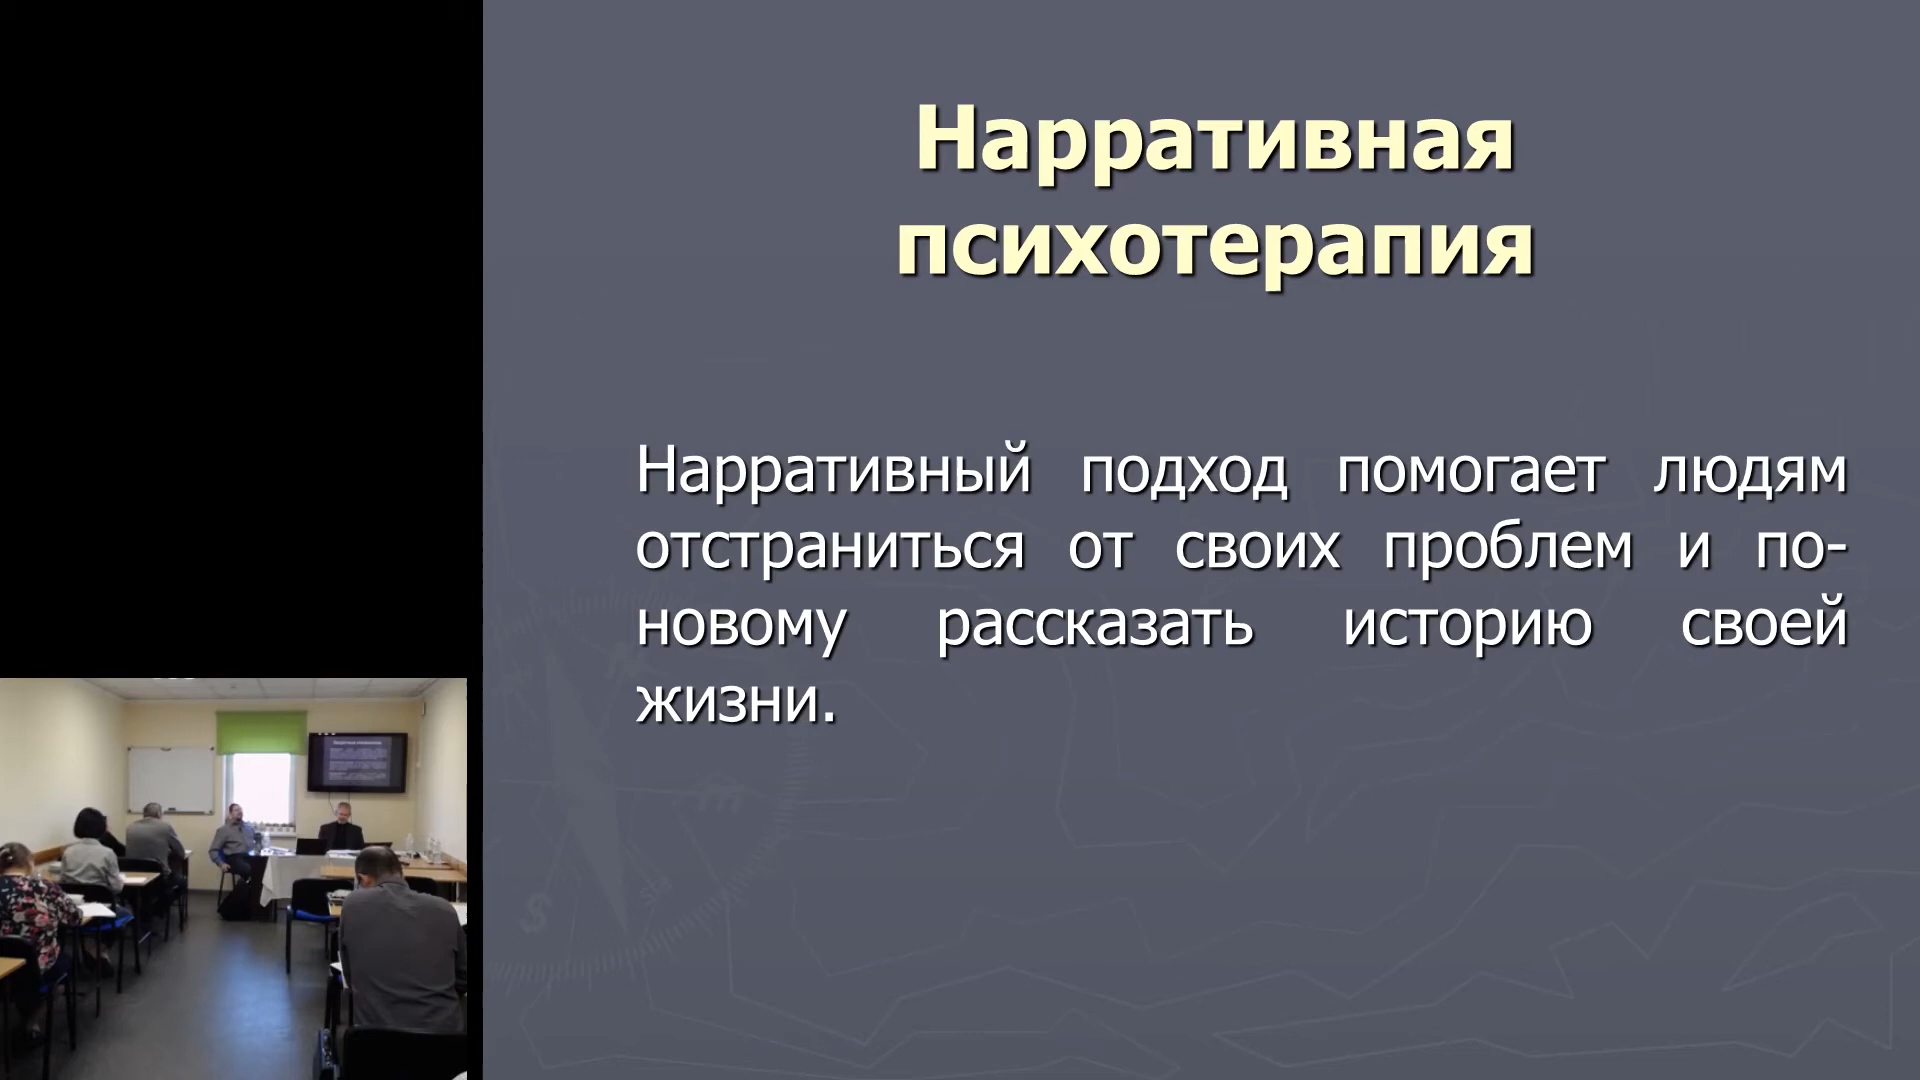 Нарративная
психотерапия
Нарративный подход помогает людям
отстраниться от своих проблем и по-
новому рассказать историю своей
жизни.